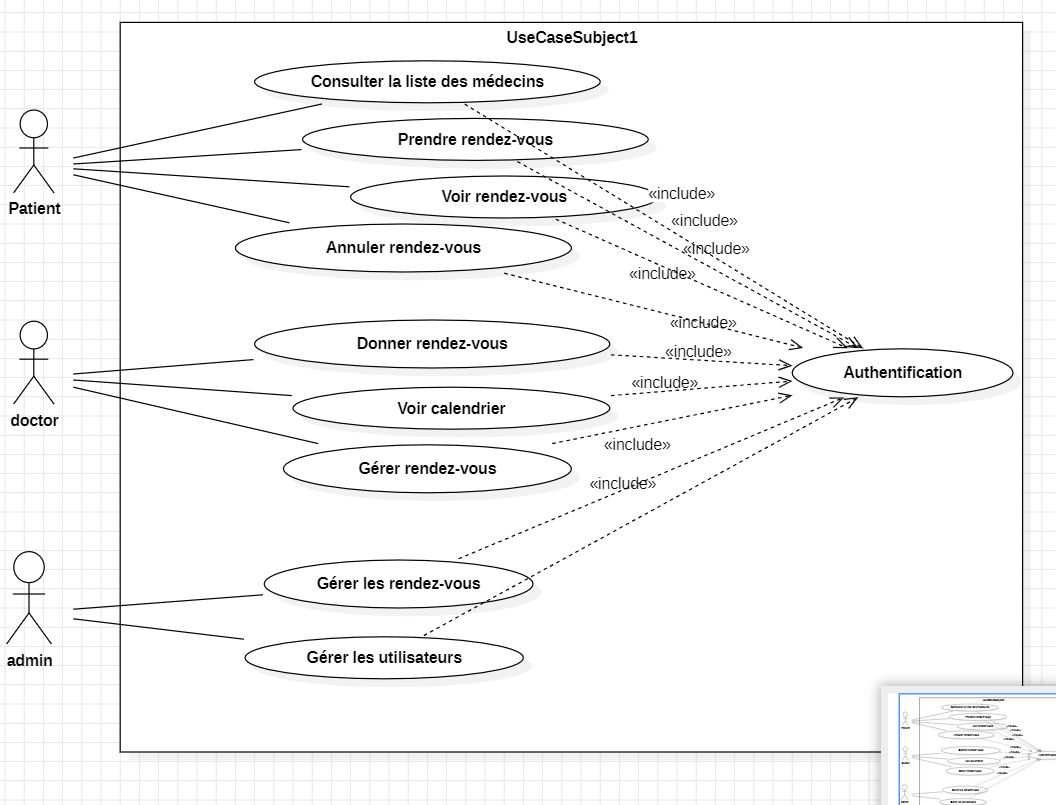 UseCaseSubject1
Consulter la liste des médecins
Prendre rendez-vous
Voir rendez-vous
«include»
Patient
«include»
Annuler rendez-vous
«include»
«include»
«include»
Donner rendez-vous
«include»
Authentification
«include»
Voir calendrier
doctor
«include»
Gérer rendez-vous
«include»
Gérer les rendez-vous
Gérer les utilisateurs
admin